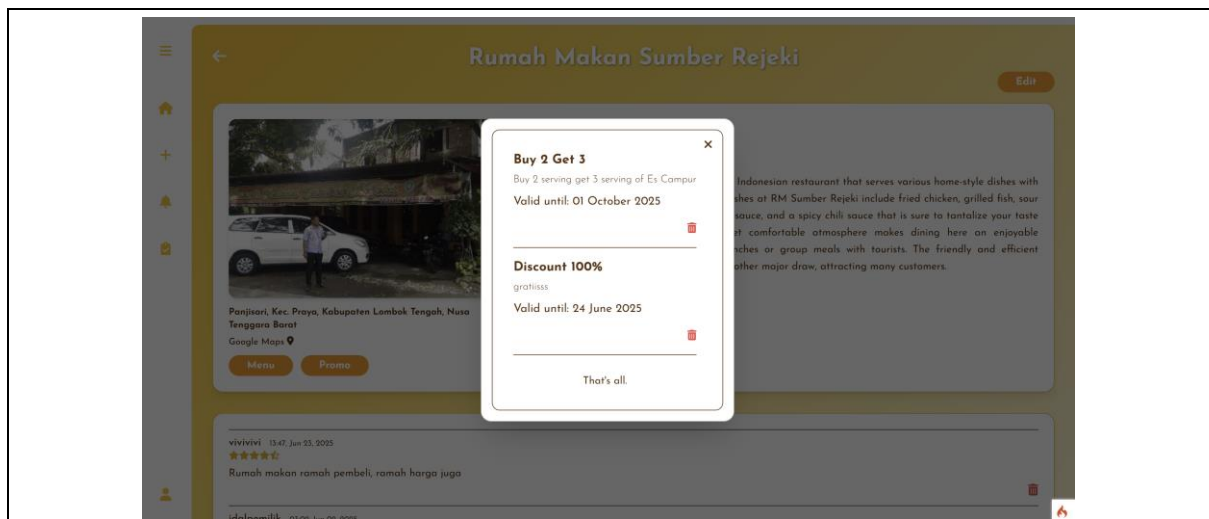 Rumah Makan Sumber Rejeki
Edit
Buy 2 Get 3
Buy 2 serving get 3 serving of Es Campur
Valid until: 01 October 2025
Discount 100%
gratiisss
Valid until: 24 June 2025
That's all.
Indonesian restaurant that serves various home-style dishes with
shes at RM Sumber Rejeki include fried chicken, grilled fish, sour
sauce, and a spicy chili sauce that is sure to tantalize your taste
et comfortable atmosphere makes dining here an enjoyable
nches or group meals with tourists. The friendly and efficient
other major draw, attracting many customers.
Panjisari, Kec. Praya, Kabupaten Lombok Tengah, Nusa
Tenggara Barat
Google Maps
Menu Promo
vivivivi 13:47, Jun 25, 2025
Rumah makan ramah pembeli, ramah harga juga